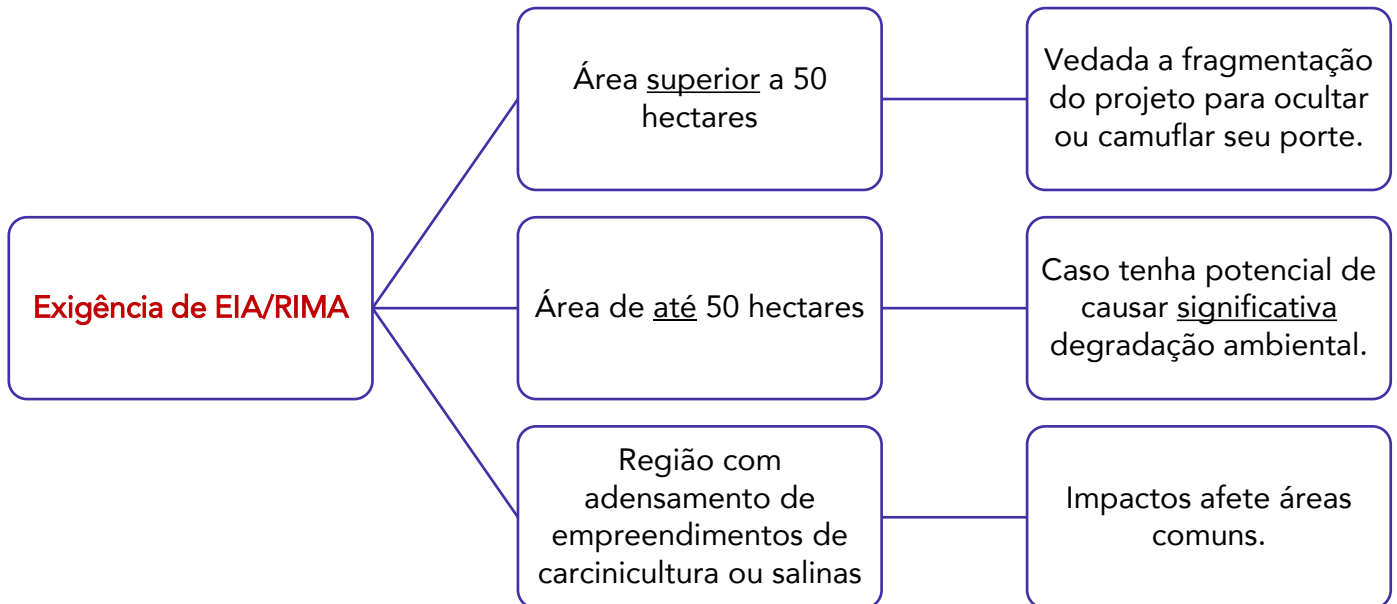 Exigência de EIA/RIMA
Área superior a 50
hectares
Vedada a fragmentação
do projeto para ocultar
ou camuflar seu porte.
Área de até 50 hectares
Caso tenha potencial de
causar significativa
degradação ambiental.
Região com
adensamento de
empreendimentos de
carcinicultura ou salinas
Impactos afete áreas
comuns.